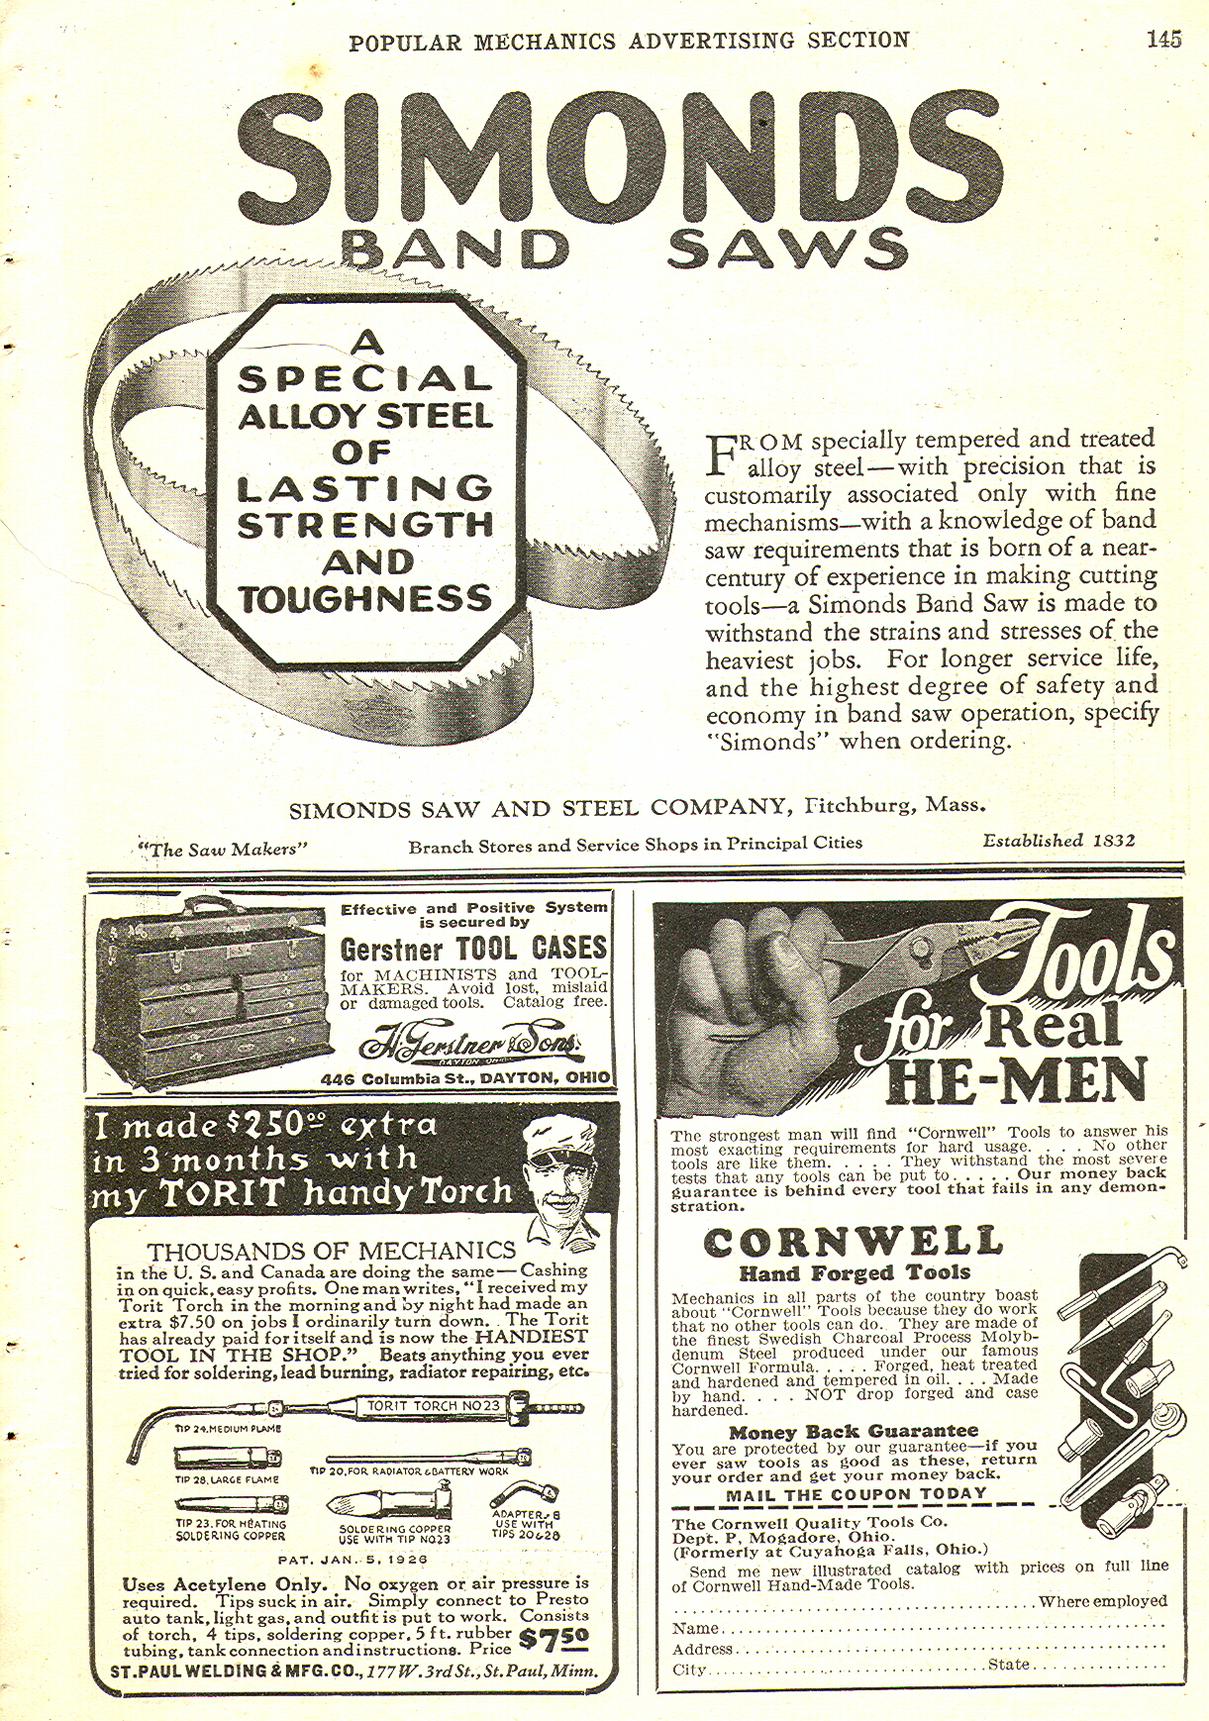 POPULAR MECHANICS ADVERTISING SECTION
145
SIMONDS
BAND SAWS
A
SPECIAL
ALLOY STEEL
OF
LASTING
STRENGTH
AND
TOUGHNESS
FROM specially tempered and treated
alloy steel—with precision that is
customarily associated only with fine
mechanisms—with a knowledge of band
saw requirements that is born of a near-
century of experience in making cutting
tools—a Simonds Band Saw is made to
withstand the strains and stresses of the
heaviest jobs. For longer service life,
and the highest degree of safety and
economy in band saw operation, specify
"Simonds" when ordering.
SIMONDS SAW AND STEEL COMPANY, Fitchburg, Mass.
"The Saw Makers"
Branch Stores and Service Shops in Principal Cities
Established 1832
Effective and Positive System
is secured by
Gerstner TOOL CASES
for MACHINISTS and TOOL-
MAKERS. Avoid lost, mislaid
or damaged tools. Catalog free.
H. Gerstner & Sons.
DAYTON, OHIO
446 Columbia St., DAYTON, OHIO
I made $250.00 extra
in 3 months with
my TORIT handy Torch
THOUSANDS OF MECHANICS
in the U. S. and Canada are doing the same—Cashing
in on quick, easy profits. One man writes, "I received my
Torit Torch in the morning and by night had made an
extra $7.50 on jobs I ordinarily turn down. . The Torit
has already paid for itself and is now the HANDIEST
TOOL IN THE SHOP." Beats anything you ever
tried for soldering, lead burning, radiator repairing, etc.
TORIT TORCH NO 23
TIP 24. MEDIUM FLAME
TIP 28, LARGE FLAME
TIP 20, FOR RADIATOR & BATTERY WORK
TIP 23. FOR HEATING
SOLDERING COPPER
SOLDERING COPPER
USE WITH TIP NO 23
ADAPTER, 8
USE WITH
TIPS 20 & 28
PAT. JAN. 5, 1926
Uses Acetylene Only. No oxygen or air pressure is
required. Tips suck in air. Simply connect to Presto
auto tank, light gas, and outfit is put to work. Consists
of torch, 4 tips, soldering copper, 5 ft. rubber
tubing, tank connection and instructions. Price $7.50
ST. PAUL WELDING & MFG. CO., 177 W. 3rd St., St. Paul, Minn.
Tools
for Real
HE-MEN
The strongest man will find "Cornwell" Tools to answer his
most exacting requirements for hard usage. . . . No other
tools are like them. . . . . They withstand the most severe
tests that any tools can be put to. . . . . Our money back
guarantee is behind every tool that fails in any demon-
stration.
CORNWELL
Hand Forged Tools
Mechanics in all parts of the country boast
about "Cornwell" Tools because they do work
that no other tools can do. They are made of
the finest Swedish Charcoal Process Molyb-
denum Steel produced under our famous
Cornwell Formula. . . . . Forged, heat treated
and hardened and tempered in oil. . . . Made
by hand. . . . NOT drop forged and case
hardened.
Money Back Guarantee
You are protected by our guarantee—if you
ever saw tools as good as these, return
your order and get your money back.
MAIL THE COUPON TODAY
The Cornwell Quality Tools Co.
Dept. P, Mogadore, Ohio.
(Formerly at Cuyahoga Falls, Ohio.)
Send me new illustrated catalog with prices on full line
of Cornwell Hand-Made Tools.
........................................Where employed
Name........................................
Address........................................
City..............................State................